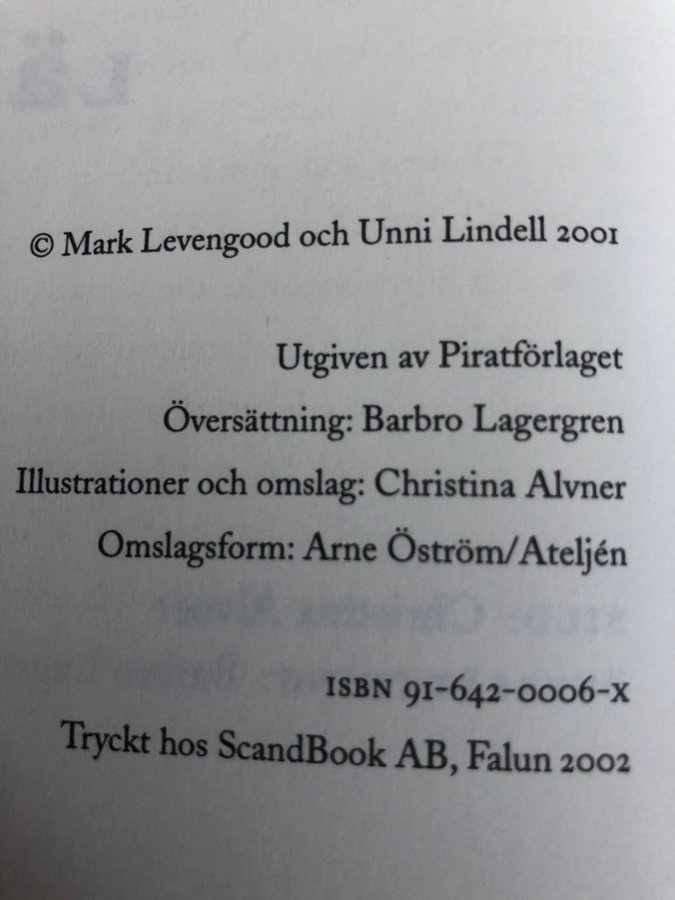 © Mark Levengood och Unni Lindell 2001
Utgiven av Piratförlaget
Översättning: Barbro Lagergren
Illustrationer och omslag: Christina Alvner
Omslagsform: Arne Öström/Ateljén
ISBN 91-642-0006-X
Tryckt hos ScandBook AB, Falun 2002